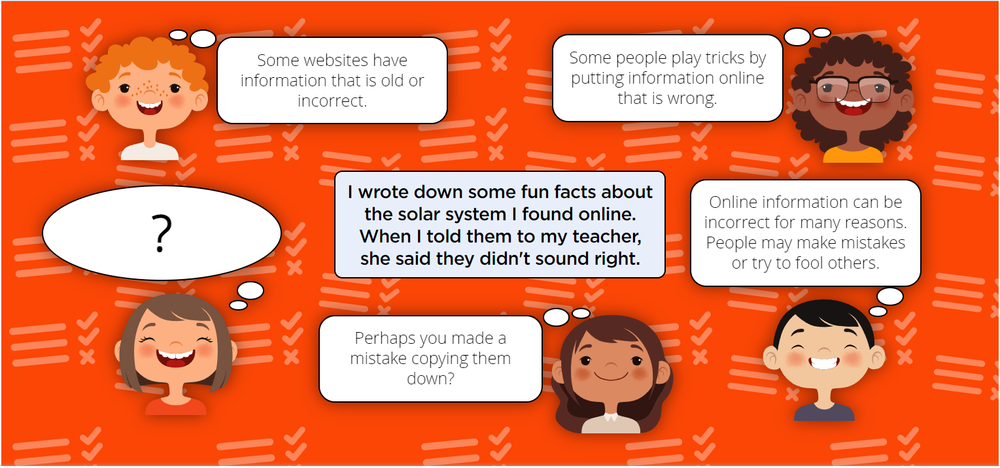 Some websites have
information that is old or
incorrect.
Some people play tricks by
putting information online
that is wrong.
?
I wrote down some fun facts about
the solar system I found online.
When I told them to my teacher,
she said they didn't sound right.
Online information can be
incorrect for many reasons.
People may make mistakes
or try to fool others.
Perhaps you made a
mistake copying them
down?